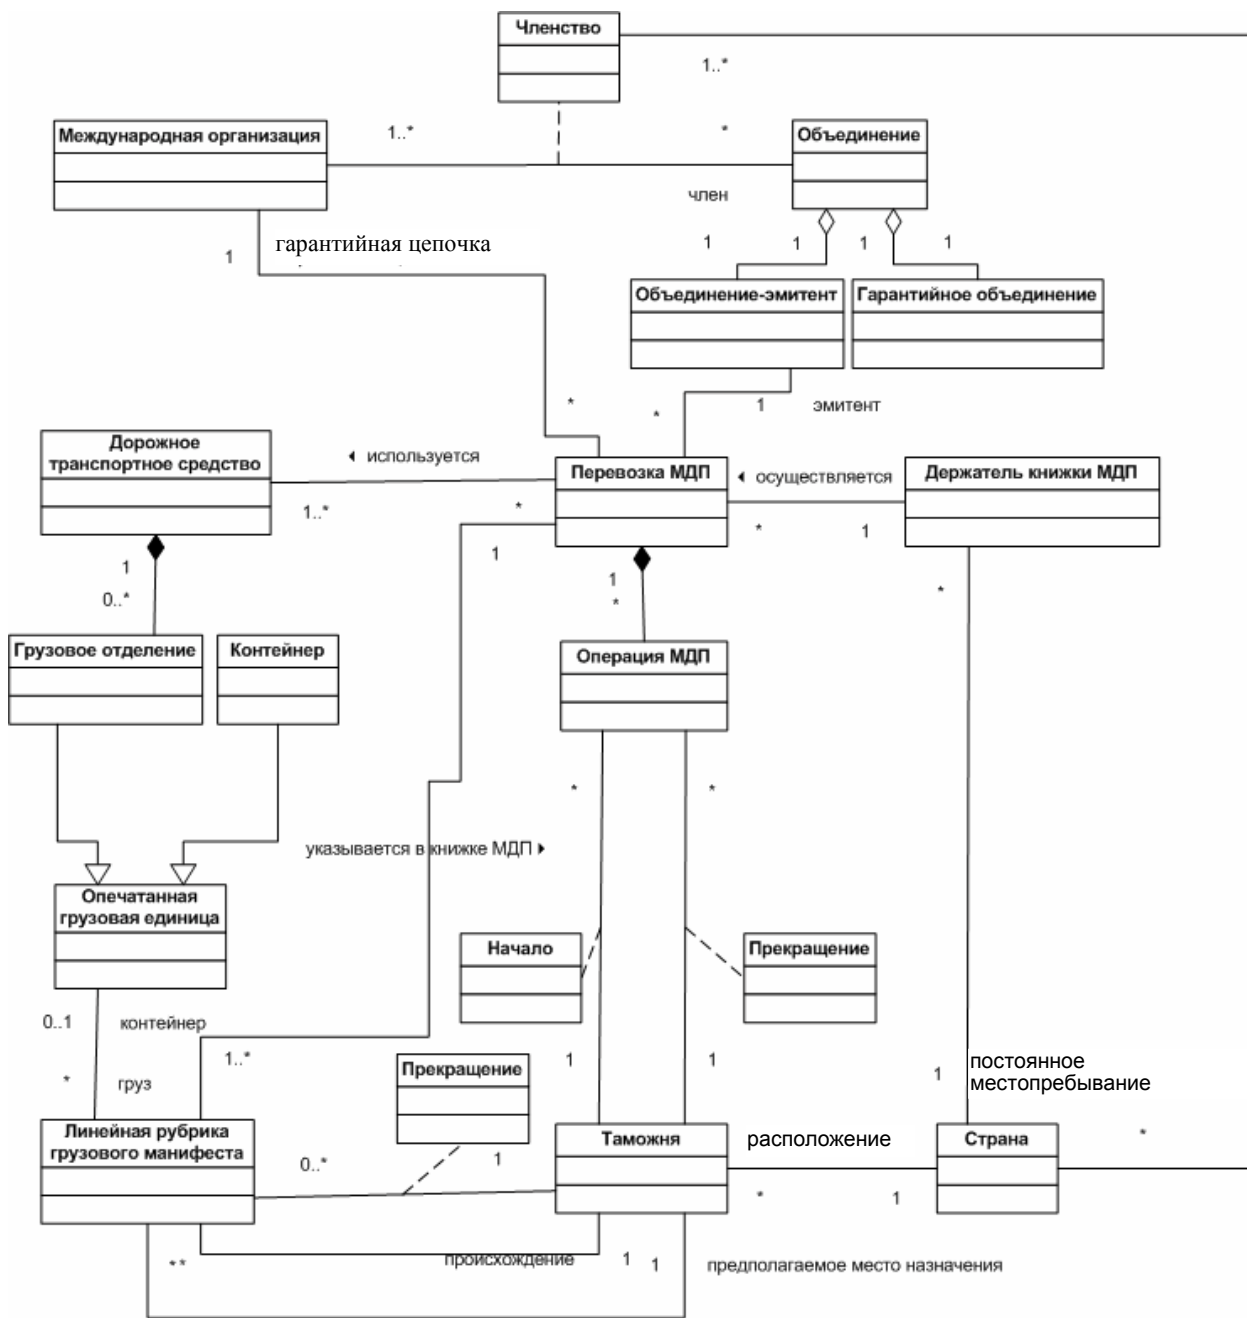 Членство
1..*
Международная организация
1..*
*
Объединение
член
1
гарантийная цепочка
1
1
1
1
Объединение-эмитент
Гарантийное объединение
*
*
1
эмитент
Дорожное
транспортное средство
используется
Перевозка МДП
осуществляется
Держатель книжки МДП
1..*
*
1
*
1
1
0..*
1
*
*
Грузовое отделение
Контейнер
Операция МДП
*
*
указывается в книжке МДП
Опечатанная
грузовая единица
Начало
Прекращение
0..1
контейнер
1..*
1
1
*
груз
Прекращение
1
постоянное
местопребывание
Линейная рубрика
грузового манифеста
0..*
1
Таможня
расположение
Страна
*
*
1
**
происхождение
1
1
предполагаемое место назначения